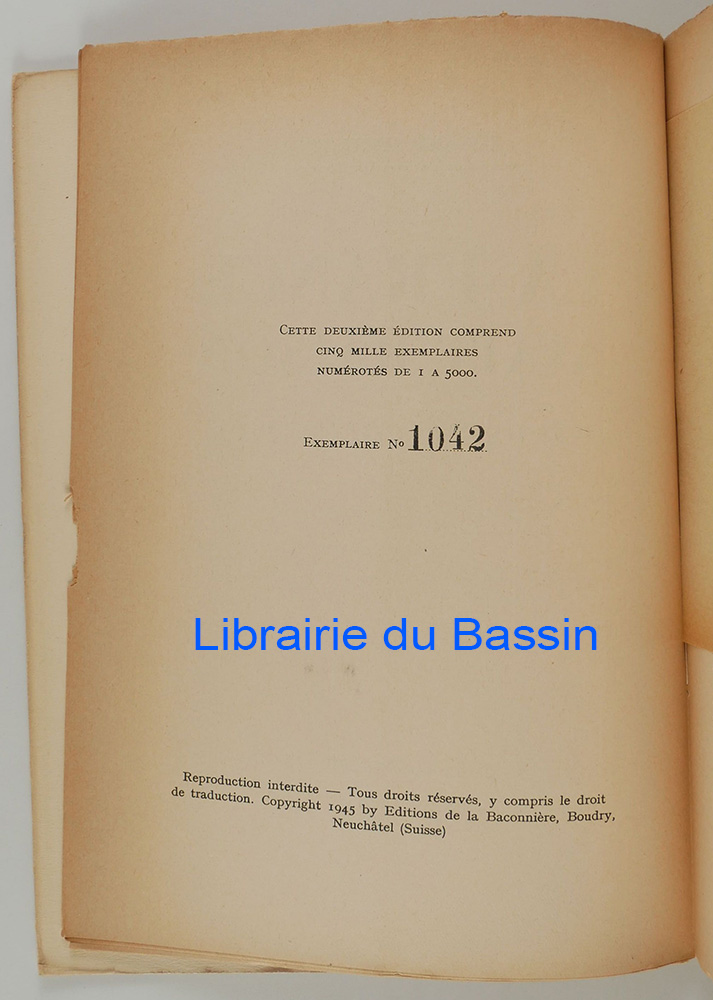 Cette deuxième édition comprend
cinq mille exemplaires
numérotés de 1 a 5000.
Exemplaire No 1042
Librairie du Bassin
Reproduction interdite — Tous droits réservés, y compris le droit
de traduction. Copyright 1945 by Editions de la Baconnière, Boudry,
Neuchâtel (Suisse)